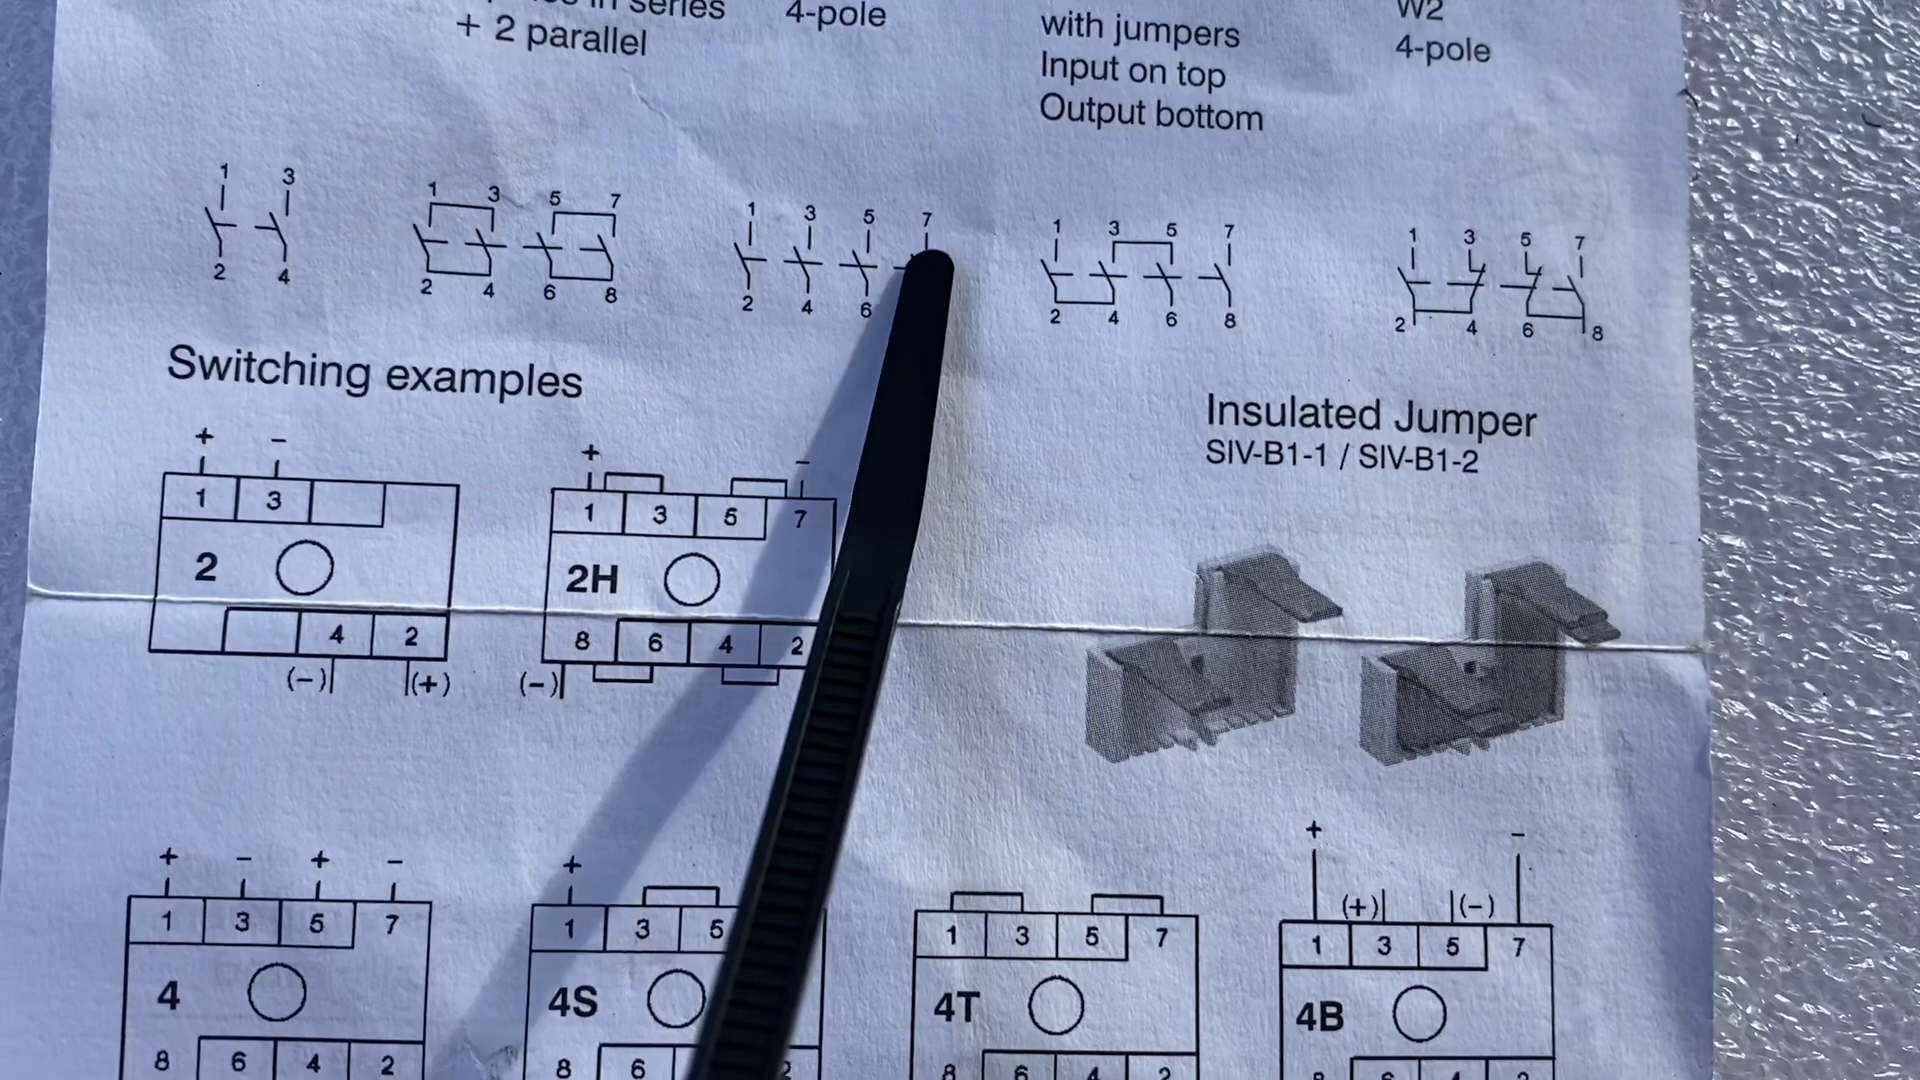 series
+ 2 parallel
4-pole
with jumpers
Input on top
Output bottom
W2
4-pole
1 3
2 4
1 3 5 7
2 4 6 8
1 3 5 7
2 4 6
1 3 5 7
2 4 6 8
1 3 5 7
2 4 6 8
Switching examples
Insulated Jumper
SIV-B1-1 / SIV-B1-2
+ −
1 3
2
4 2
(−) (+)
+ −
1 3 5 7
2H
8 6 4 2
(−)
+ − + −
1 3 5 7
4
8 6 4 2
+
1 3 5
4S
8 6 2
1 3 5 7
4T
8 6 4 2
+ −
(+) (−)
1 3 5 7
4B